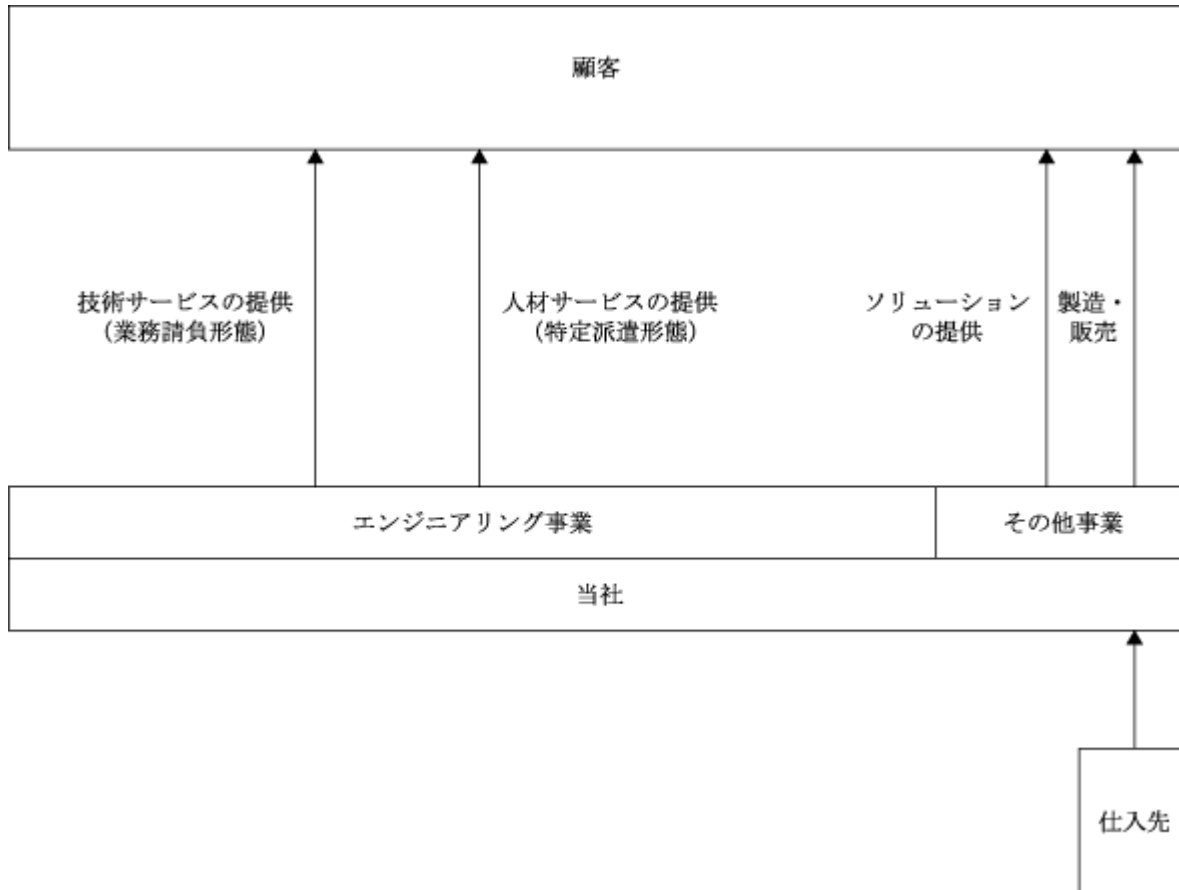 顧客
技術サービスの提供
(業務請負形態)
人材サービスの提供
(特定派遣形態)
ソリューション
の提供
製造・
販売
エンジニアリング事業
その他事業
当社
仕入先